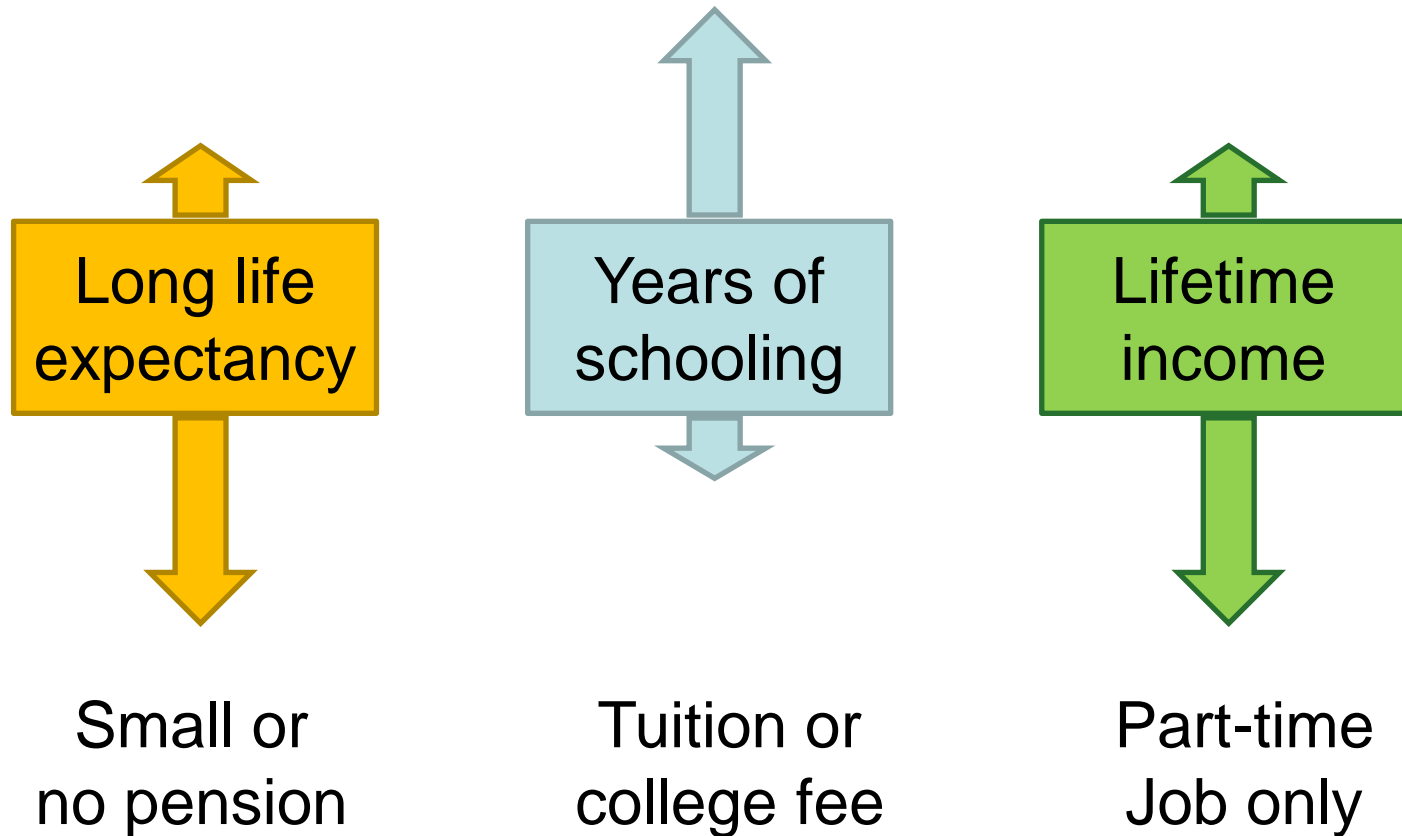 Long life
expectancy
Years of
schooling
Lifetime
income
Small or
no pension
Tuition or
college fee
Part-time
Job only